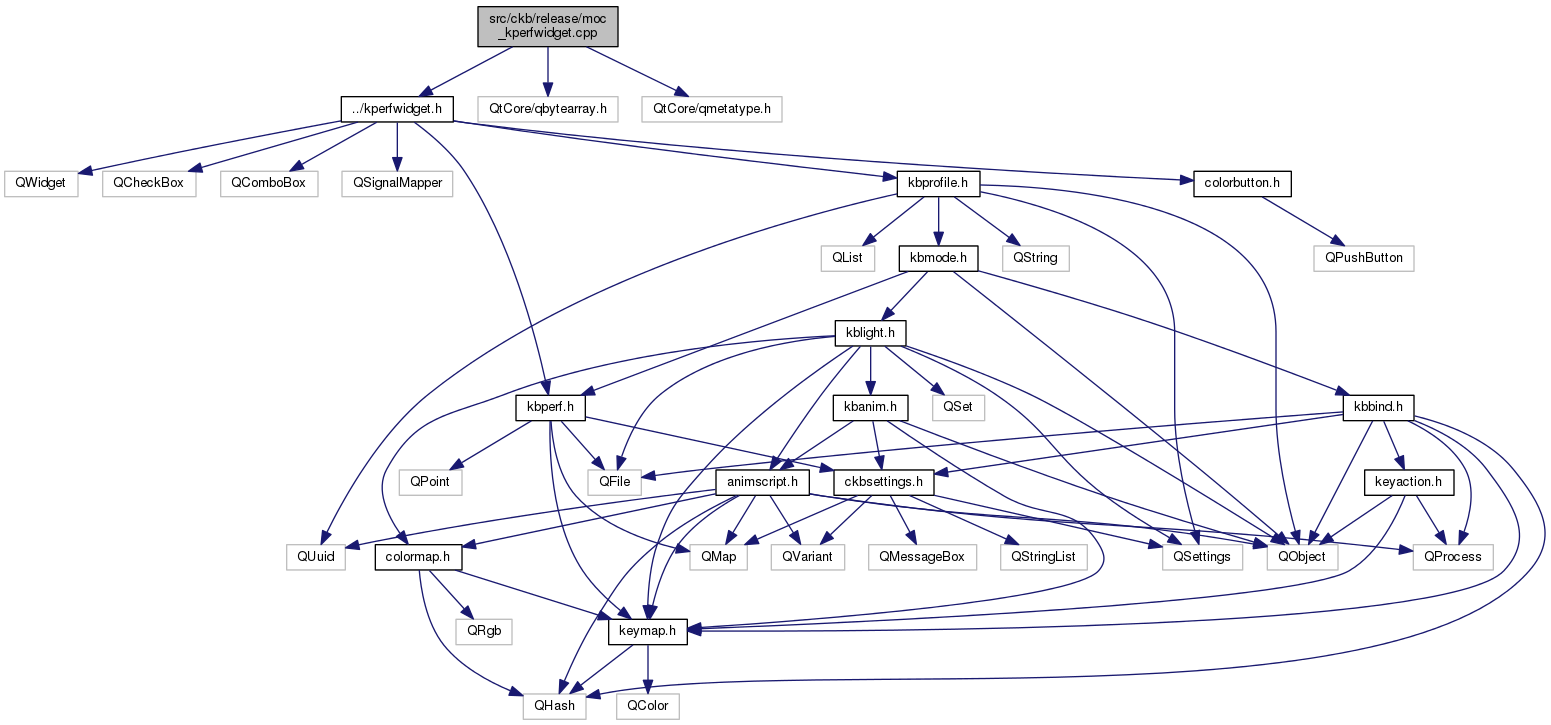 src/ckb/release/moc
_kperfwidget.cpp
../kperfwidget.h
QtCore/qbytearray.h
QtCore/qmetatype.h
QWidget
QCheckBox
QComboBox
QSignalMapper
kbprofile.h
colorbutton.h
QList
kbmode.h
QString
QPushButton
kblight.h
kbperf.h
kbanim.h
QSet
kbbind.h
QPoint
QFile
animscript.h
ckbsettings.h
keyaction.h
QUuid
colormap.h
QMap
QVariant
QMessageBox
QStringList
QSettings
QObject
QProcess
QRgb
keymap.h
QHash
QColor